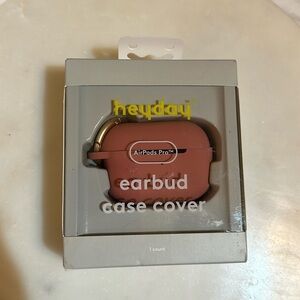 heyday
AirPods Pro™
earbud
case cover
1 count